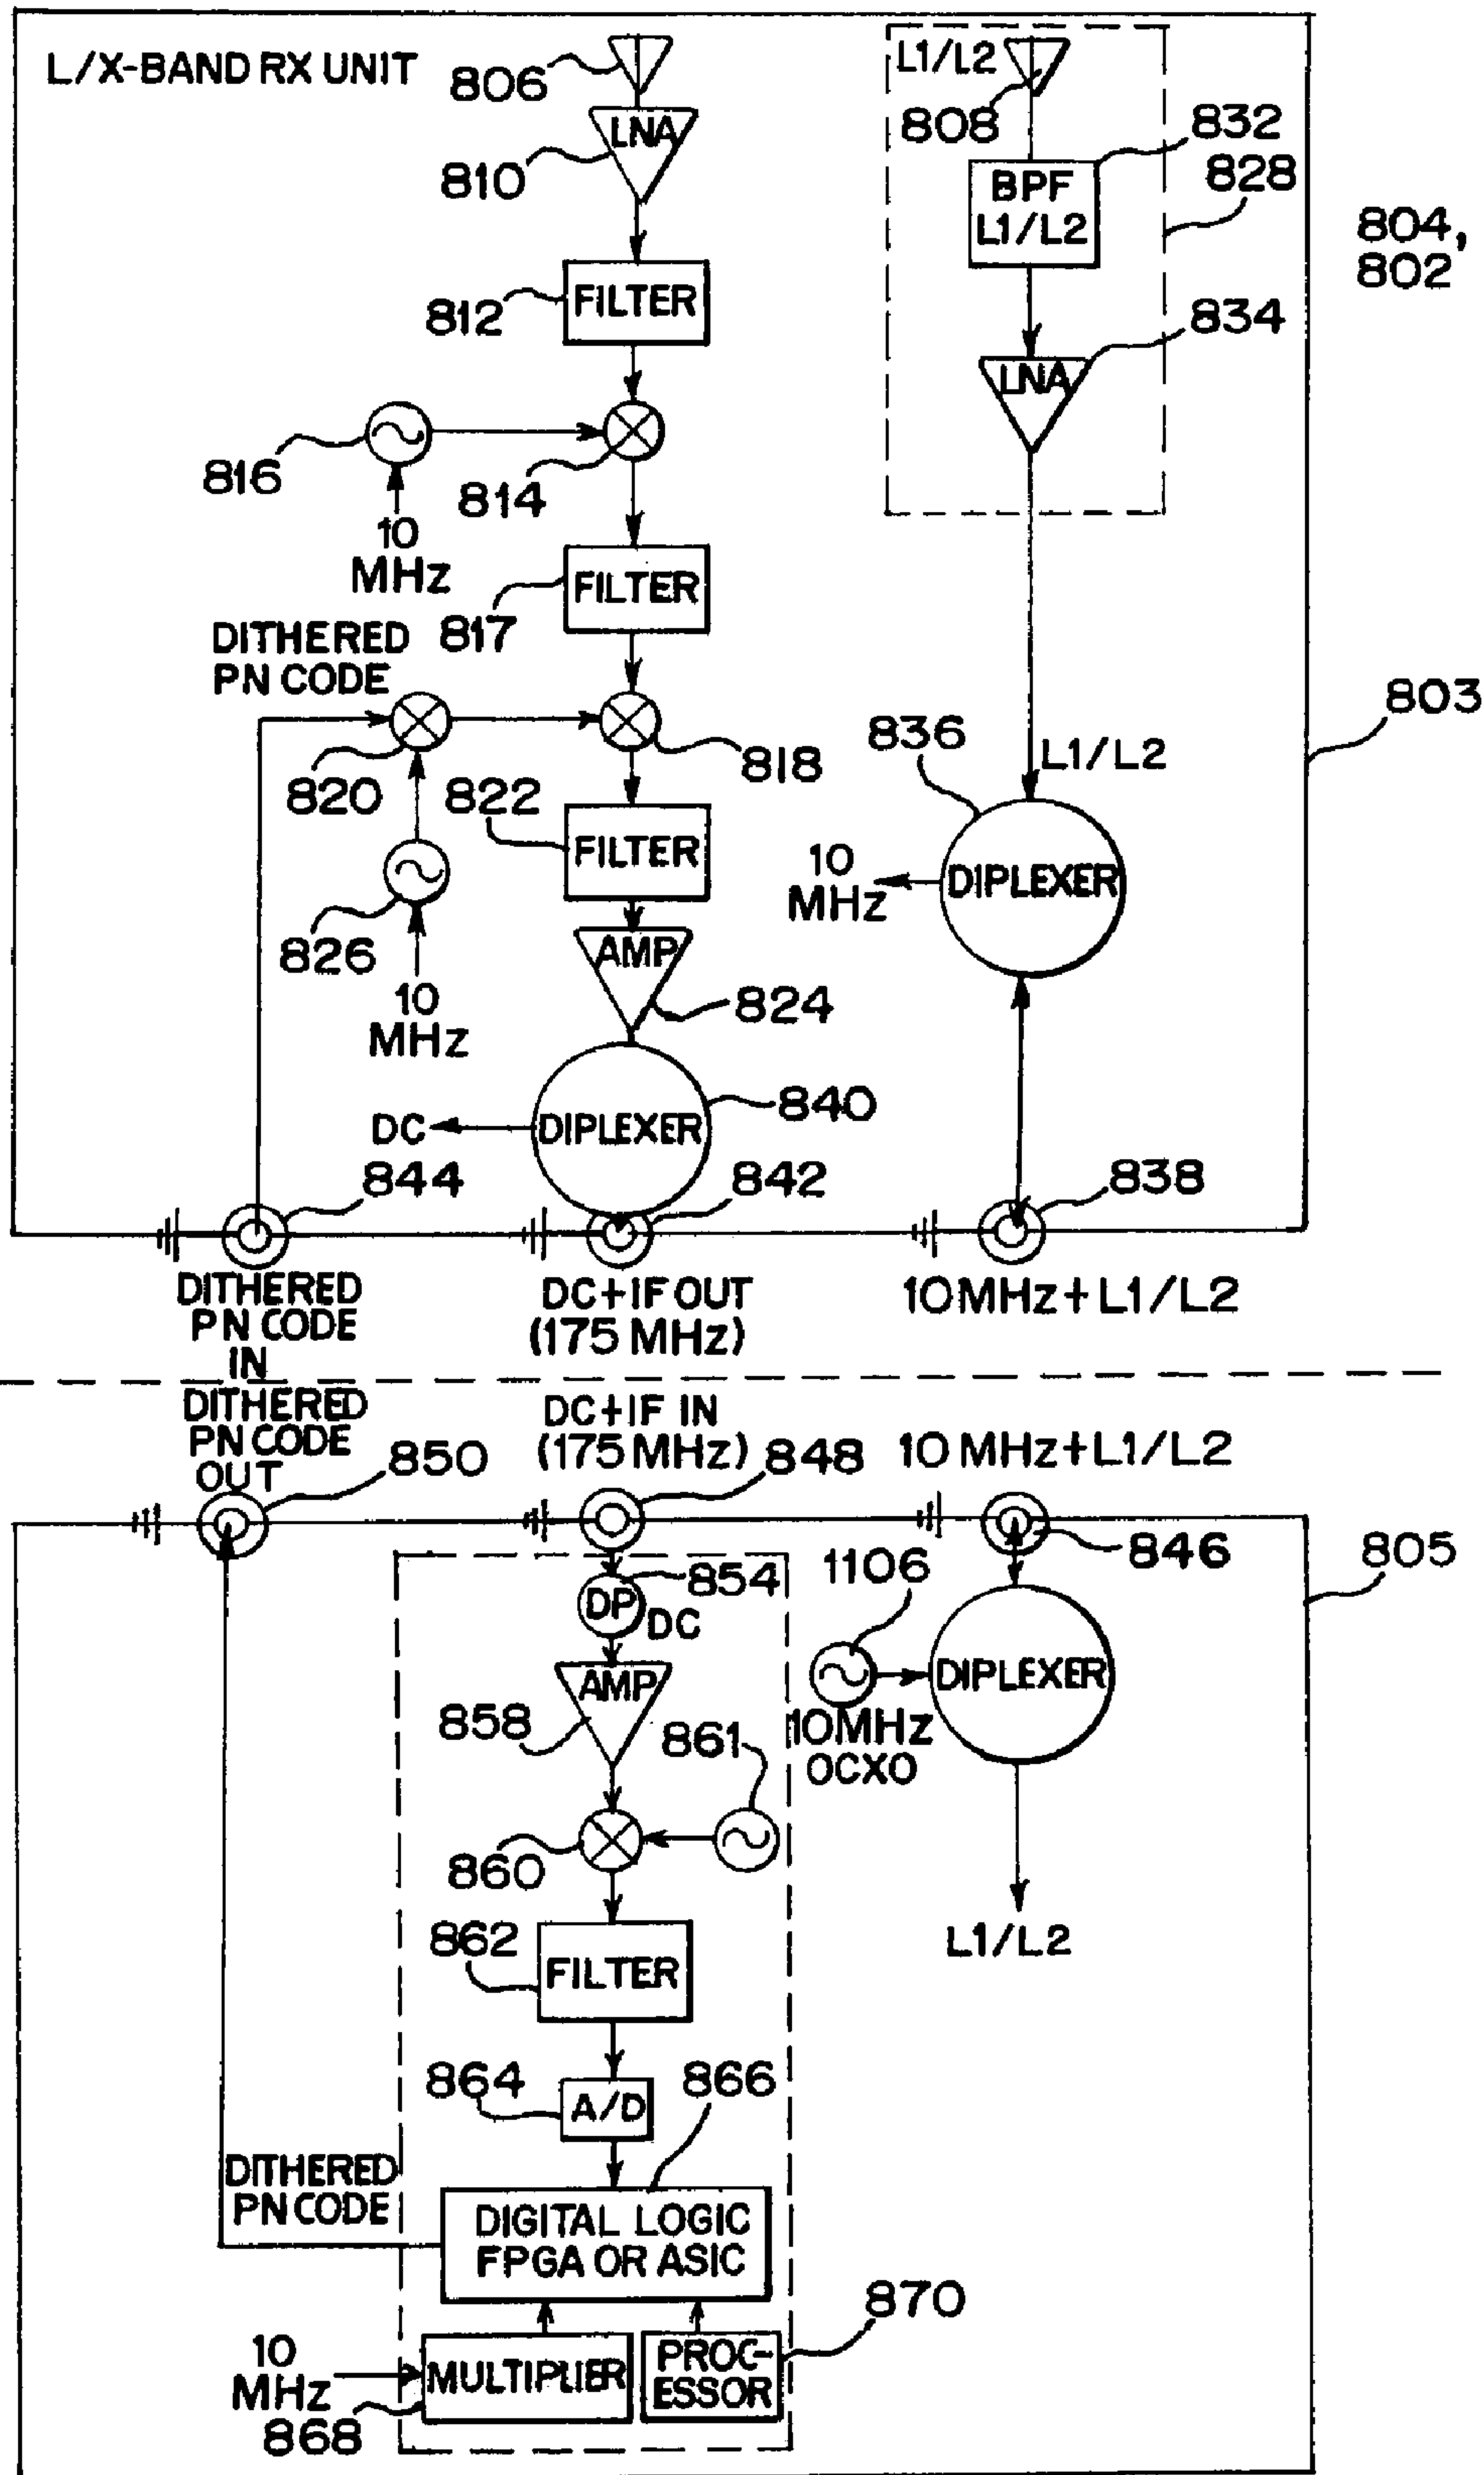 L/X-BAND RX UNIT
806
LNA
810
FILTER
812
816
814
10
MHz
FILTER
817
DITHERED
PN CODE
820
818
822
FILTER
826
10
MHz
AMP
824
DIPLEXER
840
DC
844
842
L1/L2
808
832
BPF
L1/L2
828
LNA
834
804,
802
803
836
L1/L2
10
MHz
DIPLEXER
838
DITHERED
PN CODE
IN
DC+IF OUT
(175 MHz)
10MHz+L1/L2
DITHERED
PN CODE
OUT
850
DC+IF IN
(175 MHz)
848
10 MHz+L1/L2
846
805
854
DP
DC
AMP
858
861
860
862
FILTER
864
A/D
866
DITHERED
PN CODE
DIGITAL LOGIC
FPGA OR ASIC
870
10
MHz
868
MULTIPLIER
PROC-
ESSOR
1106
10MHz
OCXO
DIPLEXER
L1/L2